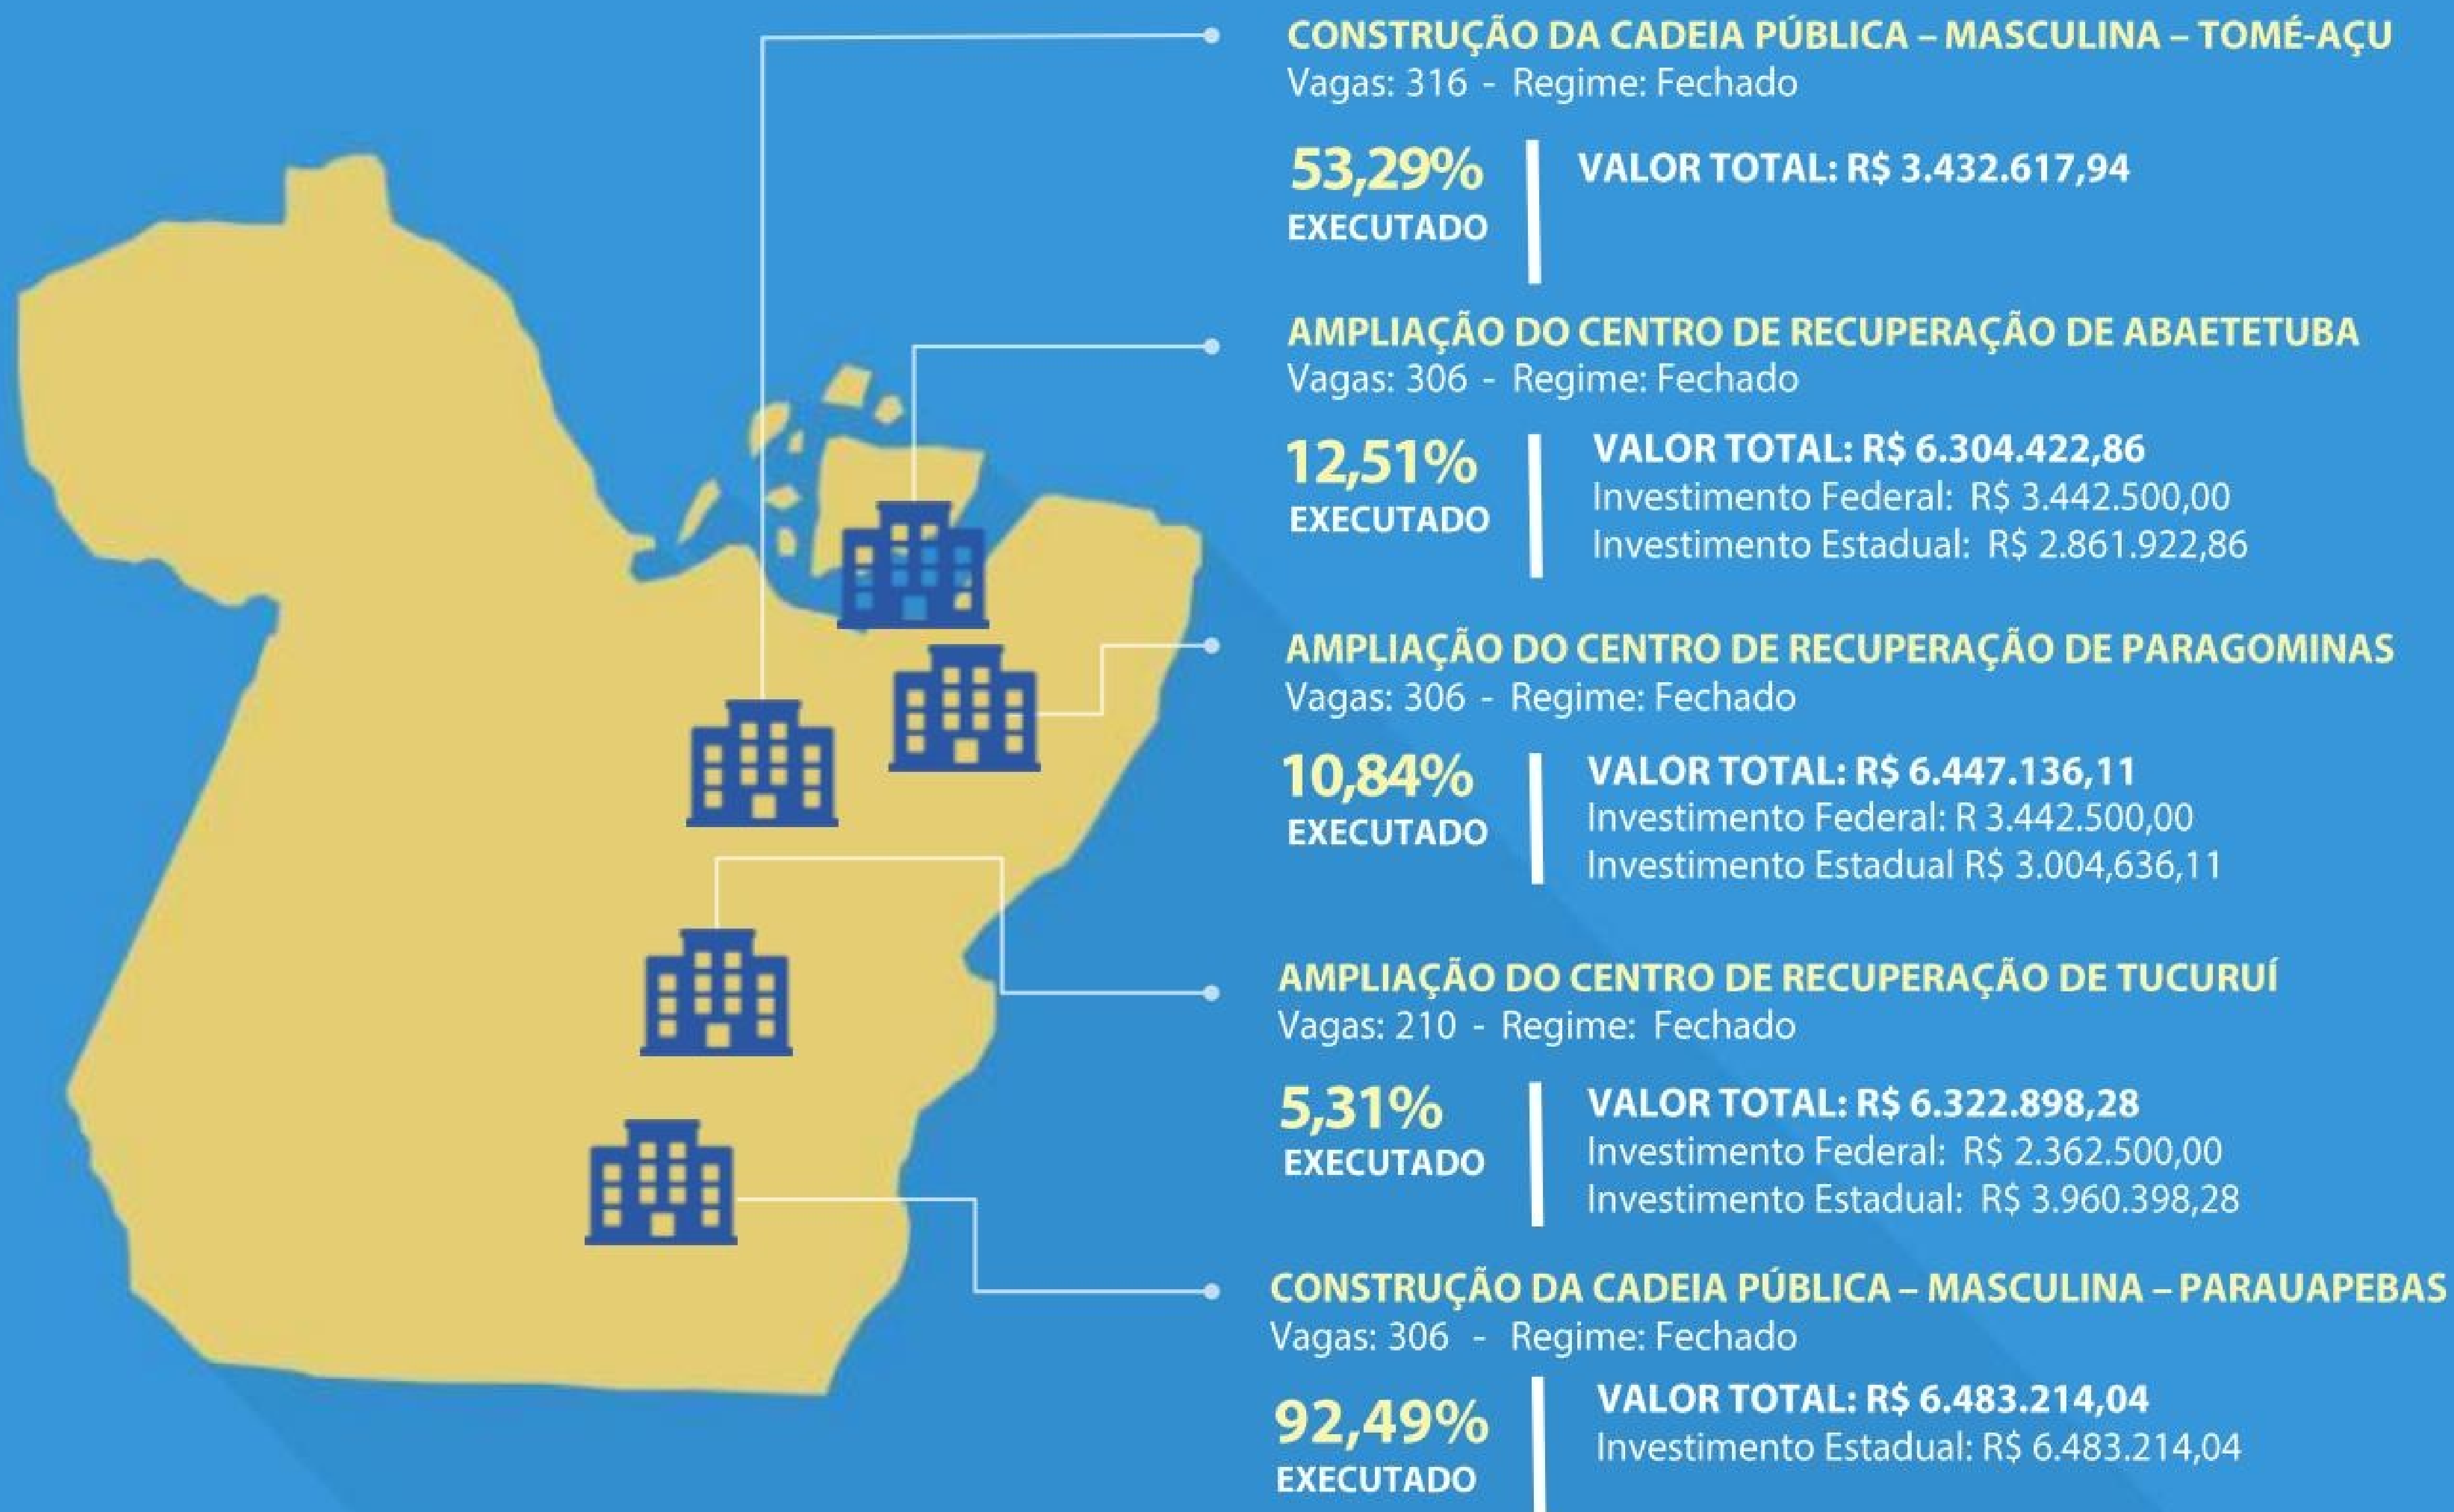 CONSTRUÇÃO DA CADEIA PÚBLICA – MASCULINA – TOMÉ-AÇU
Vagas: 316 - Regime: Fechado
53,29%
EXECUTADO
VALOR TOTAL: R$ 3.432.617,94
AMPLIAÇÃO DO CENTRO DE RECUPERAÇÃO DE ABAETETUBA
Vagas: 306 - Regime: Fechado
12,51%
EXECUTADO
VALOR TOTAL: R$ 6.304.422,86
Investimento Federal: R$ 3.442.500,00
Investimento Estadual: R$ 2.861.922,86
AMPLIAÇÃO DO CENTRO DE RECUPERAÇÃO DE PARAGOMINAS
Vagas: 306 - Regime: Fechado
10,84%
EXECUTADO
VALOR TOTAL: R$ 6.447.136,11
Investimento Federal: R 3.442.500,00
Investimento Estadual R$ 3.004,636,11
AMPLIAÇÃO DO CENTRO DE RECUPERAÇÃO DE TUCURUÍ
Vagas: 210 - Regime: Fechado
5,31%
EXECUTADO
VALOR TOTAL: R$ 6.322.898,28
Investimento Federal: R$ 2.362.500,00
Investimento Estadual: R$ 3.960.398,28
CONSTRUÇÃO DA CADEIA PÚBLICA – MASCULINA – PARAUAPEBAS
Vagas: 306 - Regime: Fechado
92,49%
EXECUTADO
VALOR TOTAL: R$ 6.483.214,04
Investimento Estadual: R$ 6.483.214,04